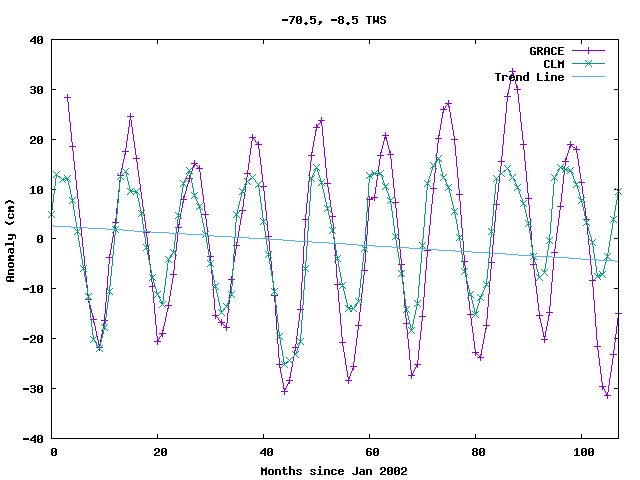 -70.5, -8.5 TWS
GRACE
CLM
Trend Line
40
30
20
10
0
-10
-20
-30
-40
Anomaly (cm)
0 20 40 60 80 100
Months since Jan 2002